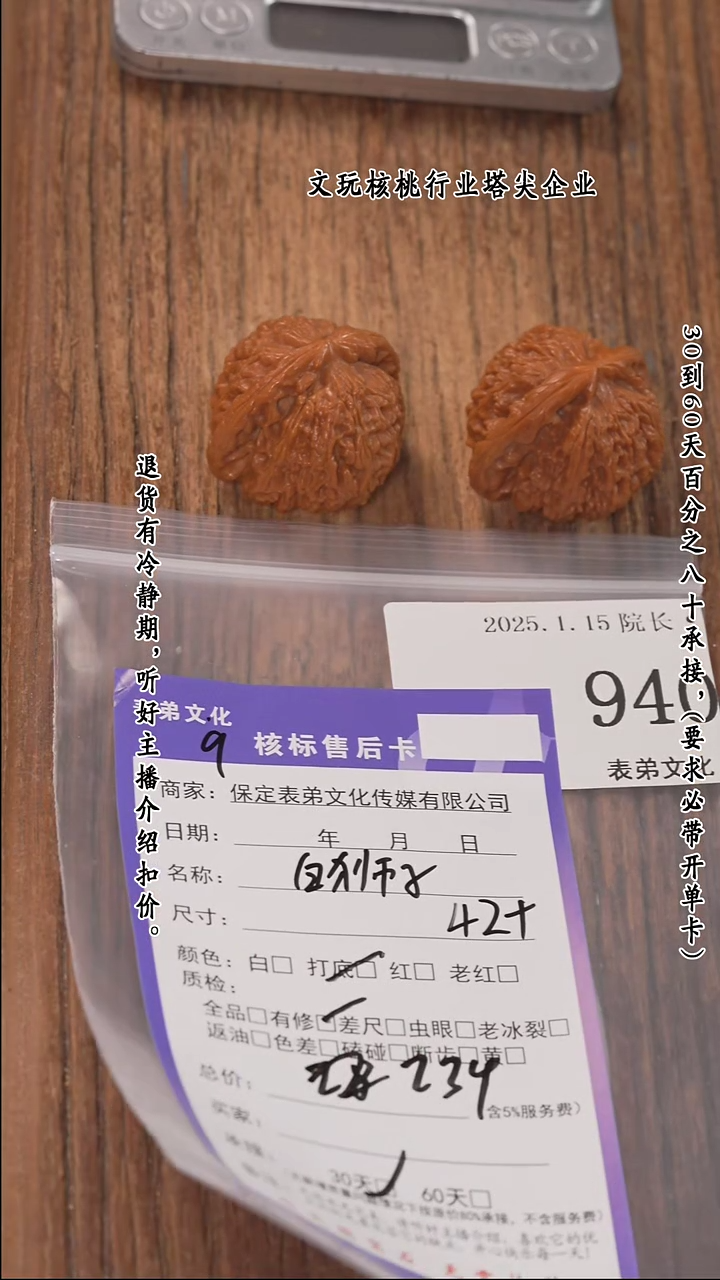 文玩核桃行业塔尖企业
30到60天百分之八十承接,(要求必带开单卡)
退货有冷静期,听好主播介绍扣价。
2025.1.15 院长
940
表弟文化
表弟文化
9
核标售后卡
商家: 保定表弟文化传媒有限公司
日期: 年 月 日
名称: 白狮子
尺寸: 42+
颜色: 白□ 打底□ 红□ 老红□
质检:
全品□有修□差尺□虫眼□老冰裂□
返油□色差□磕碰□断齿□黄□
总价: 234 (含5%服务费)
买家:
承接:
30天□ 60天□